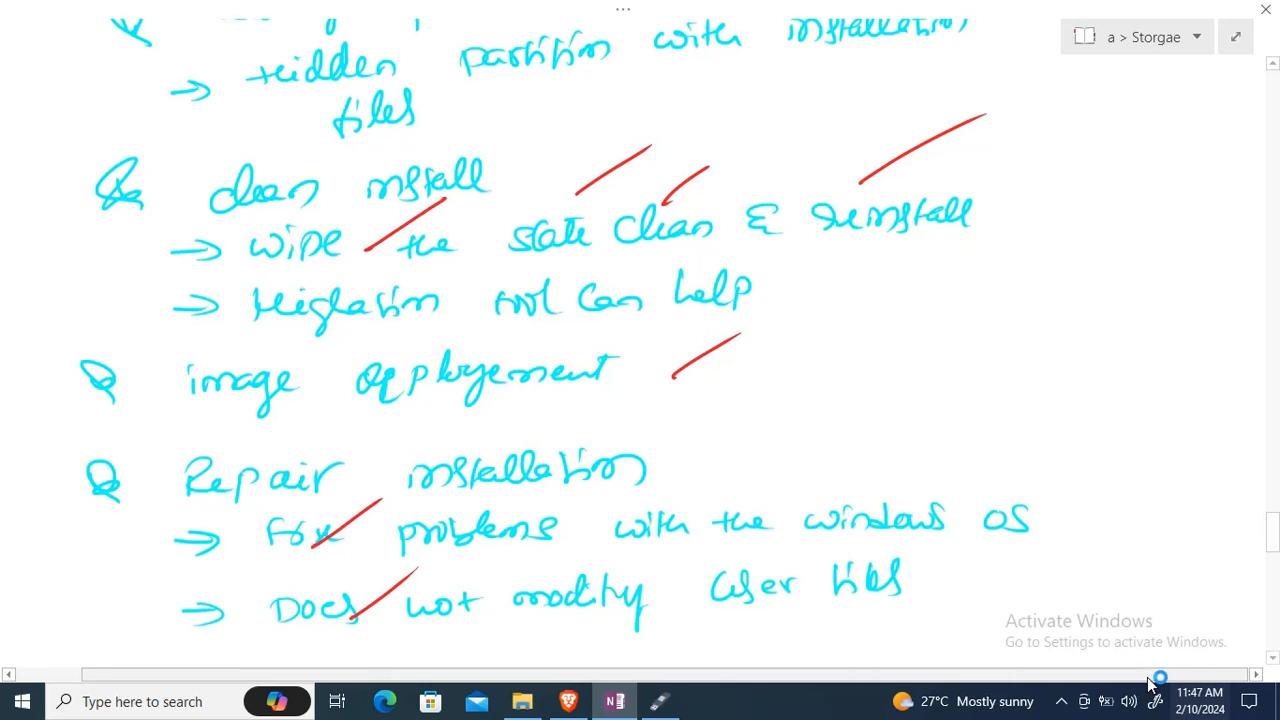 ...
a > Storgae
partition with installation
→ Hidden
files
clean install
→ wipe the slate clean & reinstall
→ Migration tool can help
image deployement
Repair installation
→ Fix problems with the windows OS
→ Does not modify user files
Activate Windows
Go to Settings to activate Windows.
Type here to search
27°C Mostly sunny
11:47 AM
2/10/2024